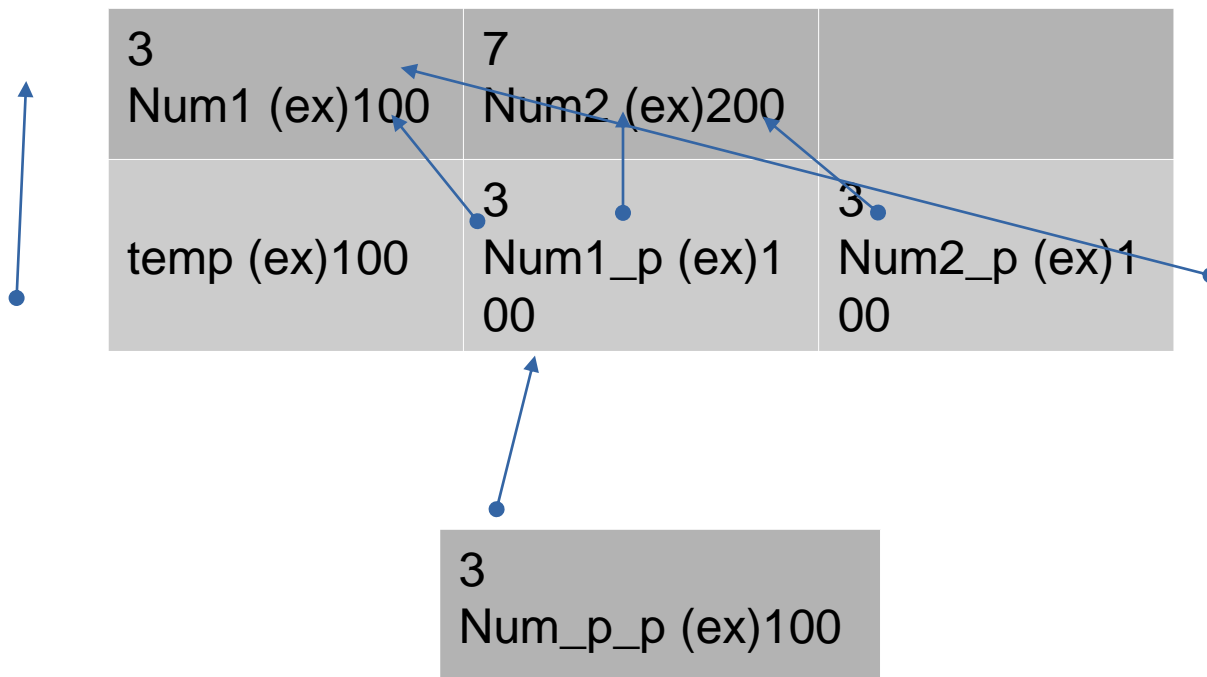 3
Num1 (ex)100
7
Num2 (ex)200
temp (ex)100
3
Num1_p (ex)1
00
3
Num2_p (ex)1
00
3
Num_p_p (ex)100